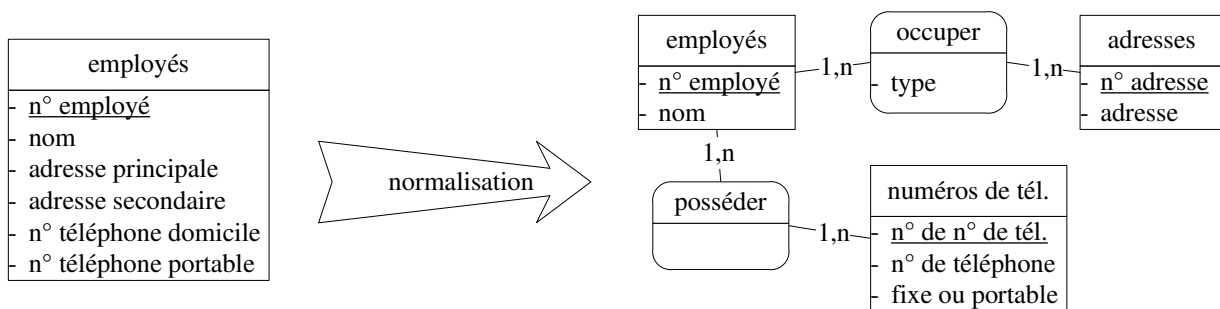 employés
- n° employé
- nom
- adresse principale
- adresse secondaire
- n° téléphone domicile
- n° téléphone portable
normalisation
employés
- n° employé
- nom
1,n
occuper
- type
1,n
adresses
- n° adresse
- adresse
1,n
posséder
1,n
numéros de tél.
- n° de n° de tél.
- n° de téléphone
- fixe ou portable